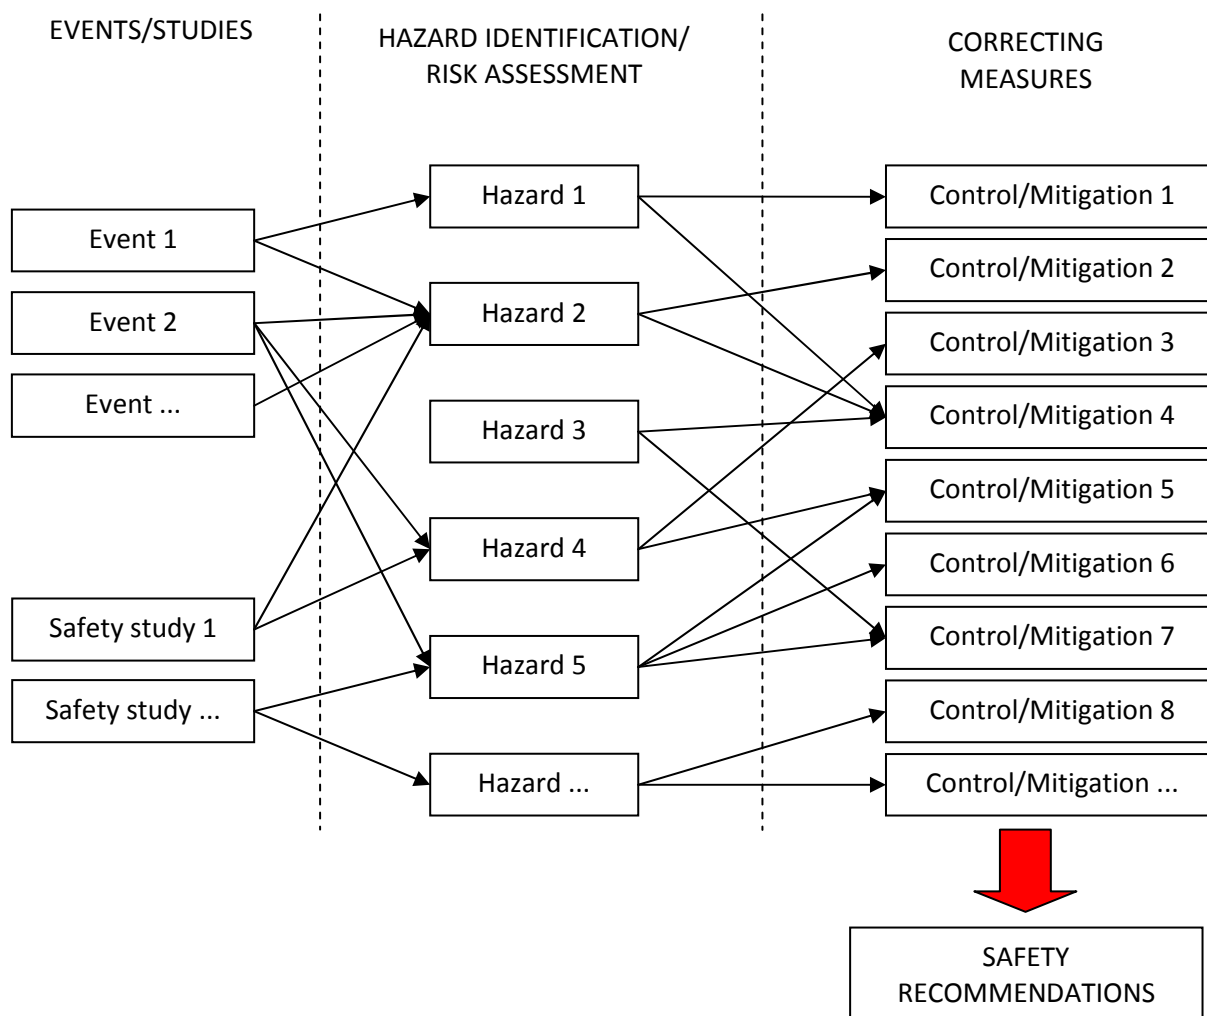 EVENTS/STUDIES
HAZARD IDENTIFICATION/
RISK ASSESSMENT
CORRECTING
MEASURES
Event 1
Event 2
Event ...
Safety study 1
Safety study ...
Hazard 1
Hazard 2
Hazard 3
Hazard 4
Hazard 5
Hazard ...
Control/Mitigation 1
Control/Mitigation 2
Control/Mitigation 3
Control/Mitigation 4
Control/Mitigation 5
Control/Mitigation 6
Control/Mitigation 7
Control/Mitigation 8
Control/Mitigation ...
SAFETY
RECOMMENDATIONS